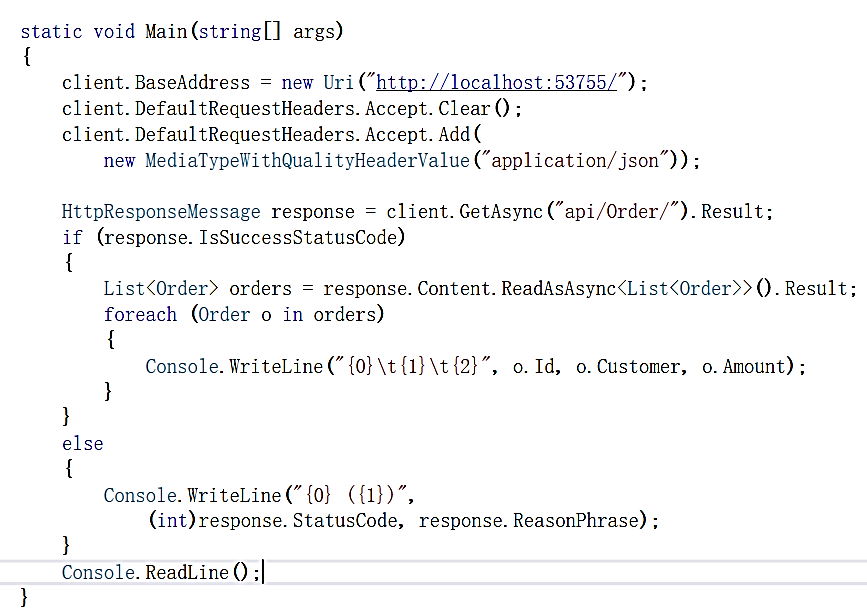 static void Main(string[] args)
{
    client.BaseAddress = new Uri("http://localhost:53755/");
    client.DefaultRequestHeaders.Accept.Clear();
    client.DefaultRequestHeaders.Accept.Add(
        new MediaTypeWithQualityHeaderValue("application/json"));

    HttpResponseMessage response = client.GetAsync("api/Order/").Result;
    if (response.IsSuccessStatusCode)
    {
        List<Order> orders = response.Content.ReadAsAsync<List<Order>>().Result;
        foreach (Order o in orders)
        {
            Console.WriteLine("{0}\t{1}\t{2}", o.Id, o.Customer, o.Amount);
        }
    }
    else
    {
        Console.WriteLine("{0} ({1})",
            (int)response.StatusCode, response.ReasonPhrase);
    }
    Console.ReadLine();
}